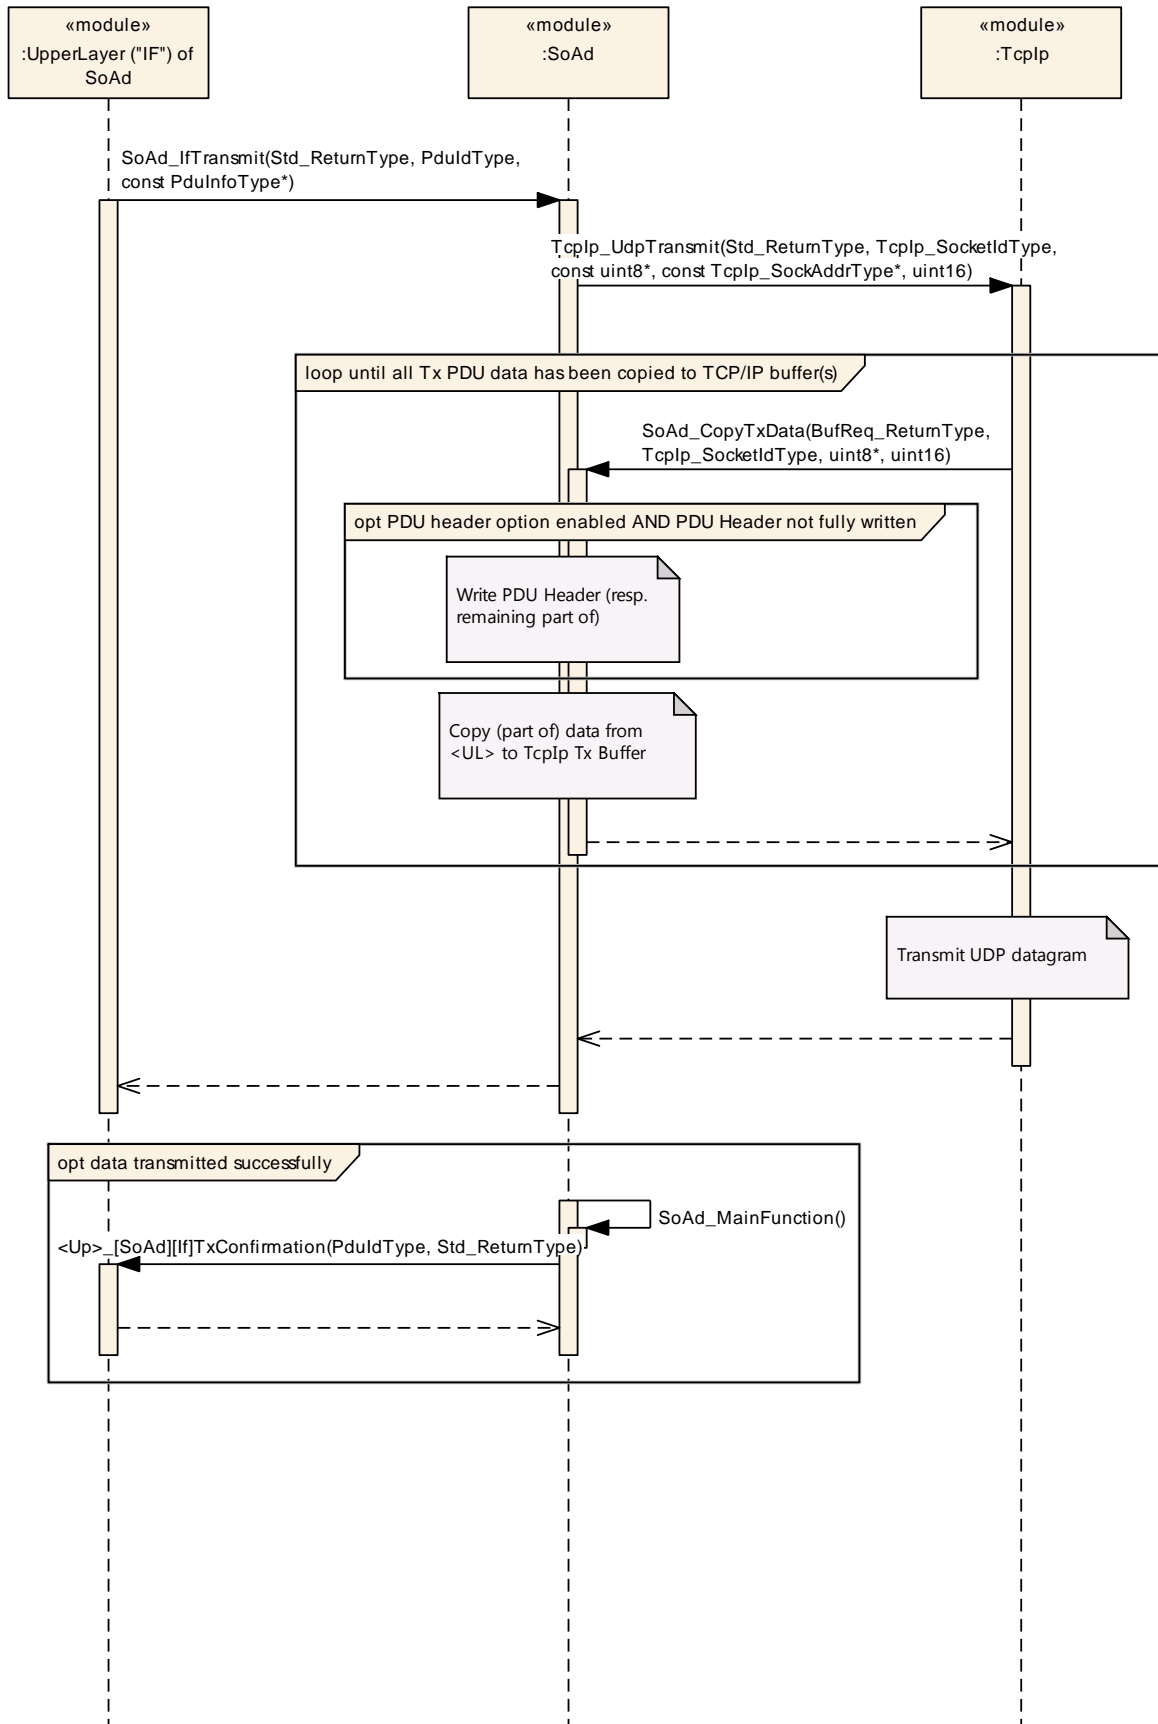 «module»
:UpperLayer ("IF") of
SoAd
«module»
:SoAd
«module»
:TcpIp
SoAd_IfTransmit(Std_ReturnType, PduIdType,
const PduInfoType*)
TcpIp_UdpTransmit(Std_ReturnType, TcpIp_SocketIdType,
const uint8*, const TcpIp_SockAddrType*, uint16)
loop until all Tx PDU data has been copied to TCP/IP buffer(s)
SoAd_CopyTxData(BufReq_ReturnType,
TcpIp_SocketIdType, uint8*, uint16)
opt PDU header option enabled AND PDU Header not fully written
Write PDU Header (resp.
remaining part of)
Copy (part of) data from
<UL> to TcpIp Tx Buffer
Transmit UDP datagram
opt data transmitted successfully
SoAd_MainFunction()
<Up>_[SoAd][If]TxConfirmation(PduIdType, Std_ReturnType)